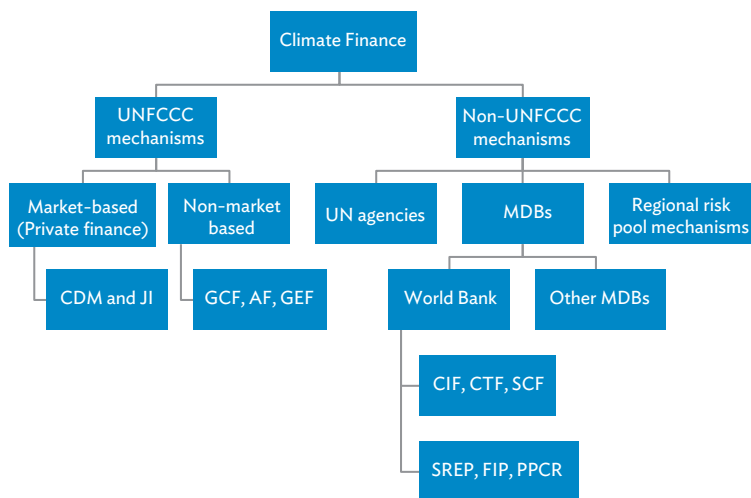 Climate Finance
UNFCCC
mechanisms
Non-UNFCCC
mechanisms
Market-based
(Private finance)
Non-market
based
UN agencies
MDBs
Regional risk
pool mechanisms
CDM and JI
GCF, AF, GEF
World Bank
Other MDBs
CIF, CTF, SCF
SREP, FIP, PPCR